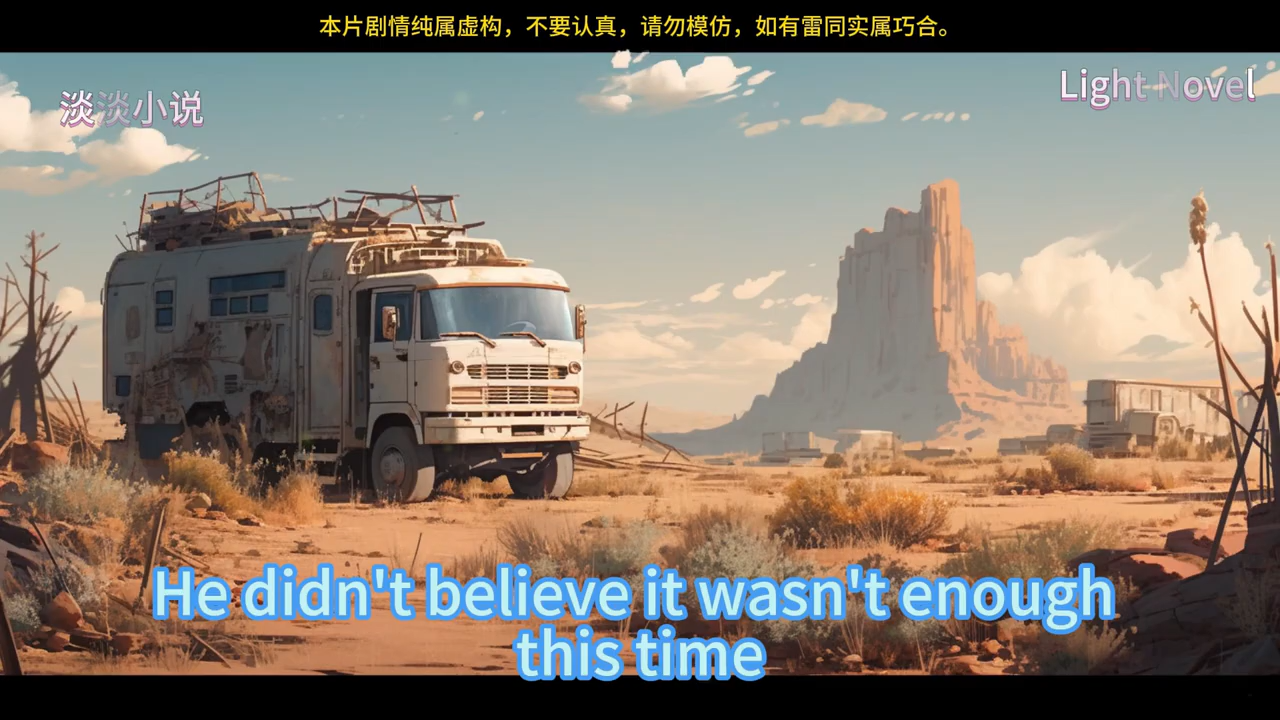 本片剧情纯属虚构，不要认真，请勿模仿，如有雷同实属巧合。
淡淡小说
Light Novel
He didn't believe it wasn't enough
this time